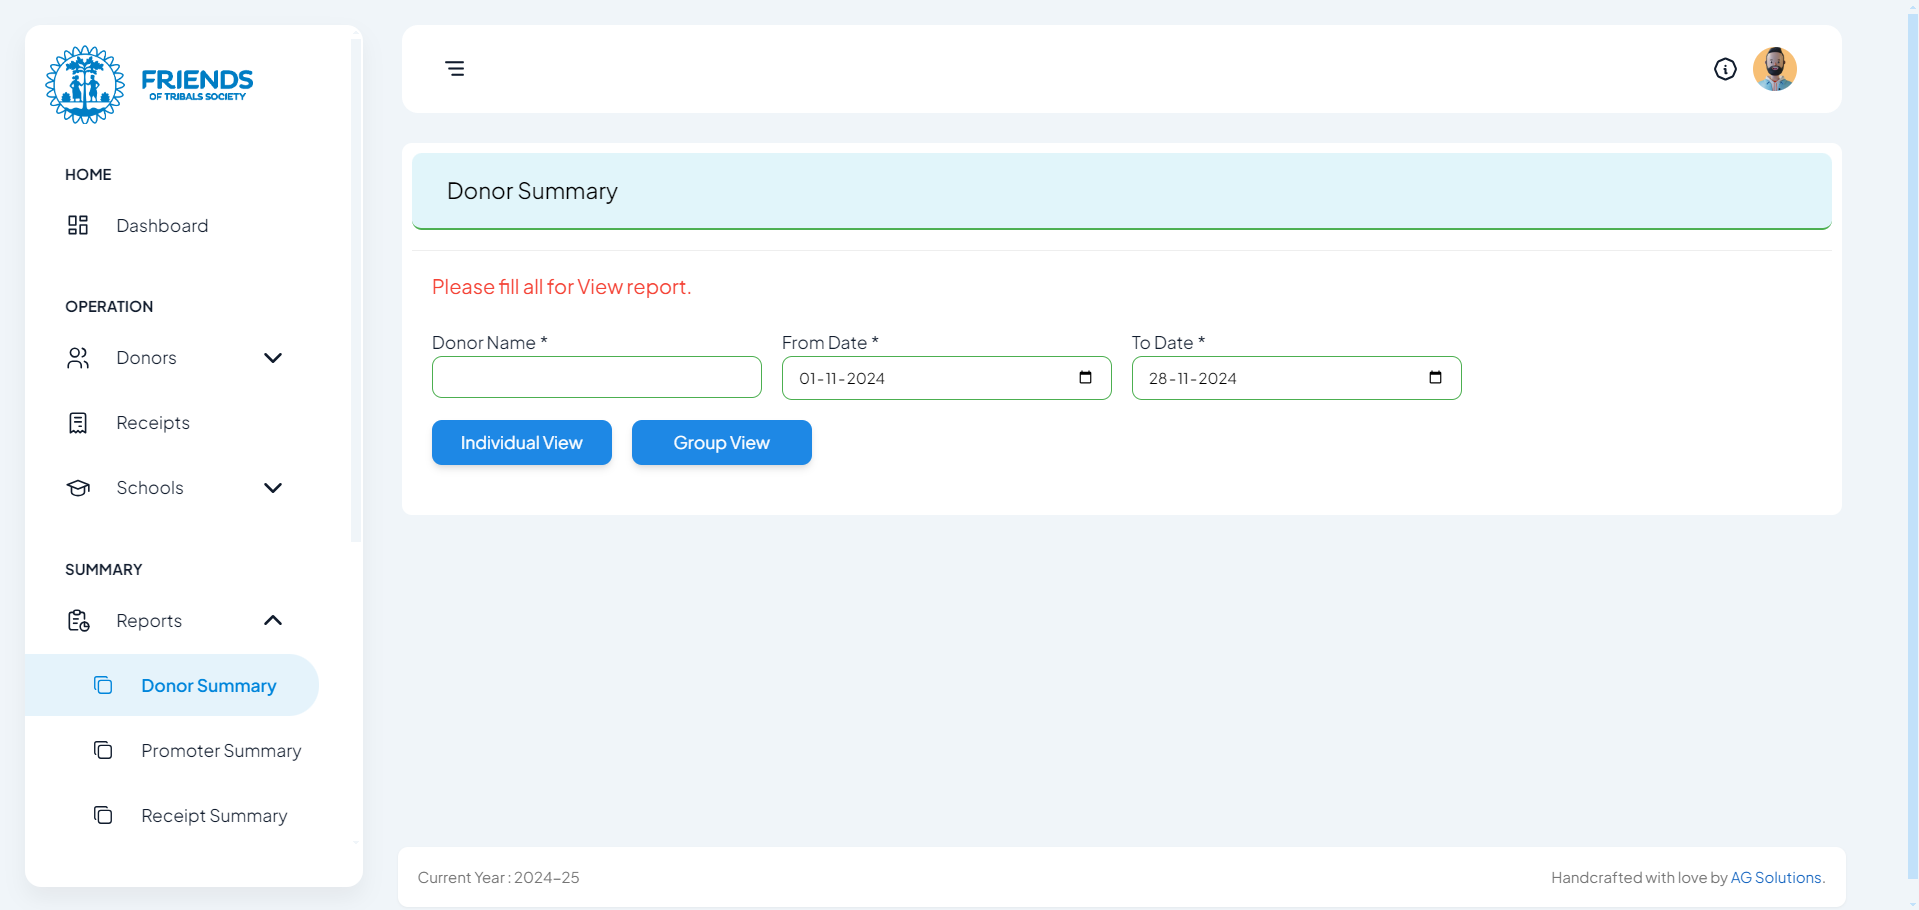 FRIENDS
OF TRIBALS SOCIETY
HOME
Dashboard
OPERATION
Donors
Receipts
Schools
SUMMARY
Reports
Donor Summary
Promoter Summary
Receipt Summary
Donor Summary
Please fill all for View report.
Donor Name * From Date * To Date *
01-11-2024 28-11-2024
Individual View Group View
Current Year : 2024-25 Handcrafted with love by AG Solutions.